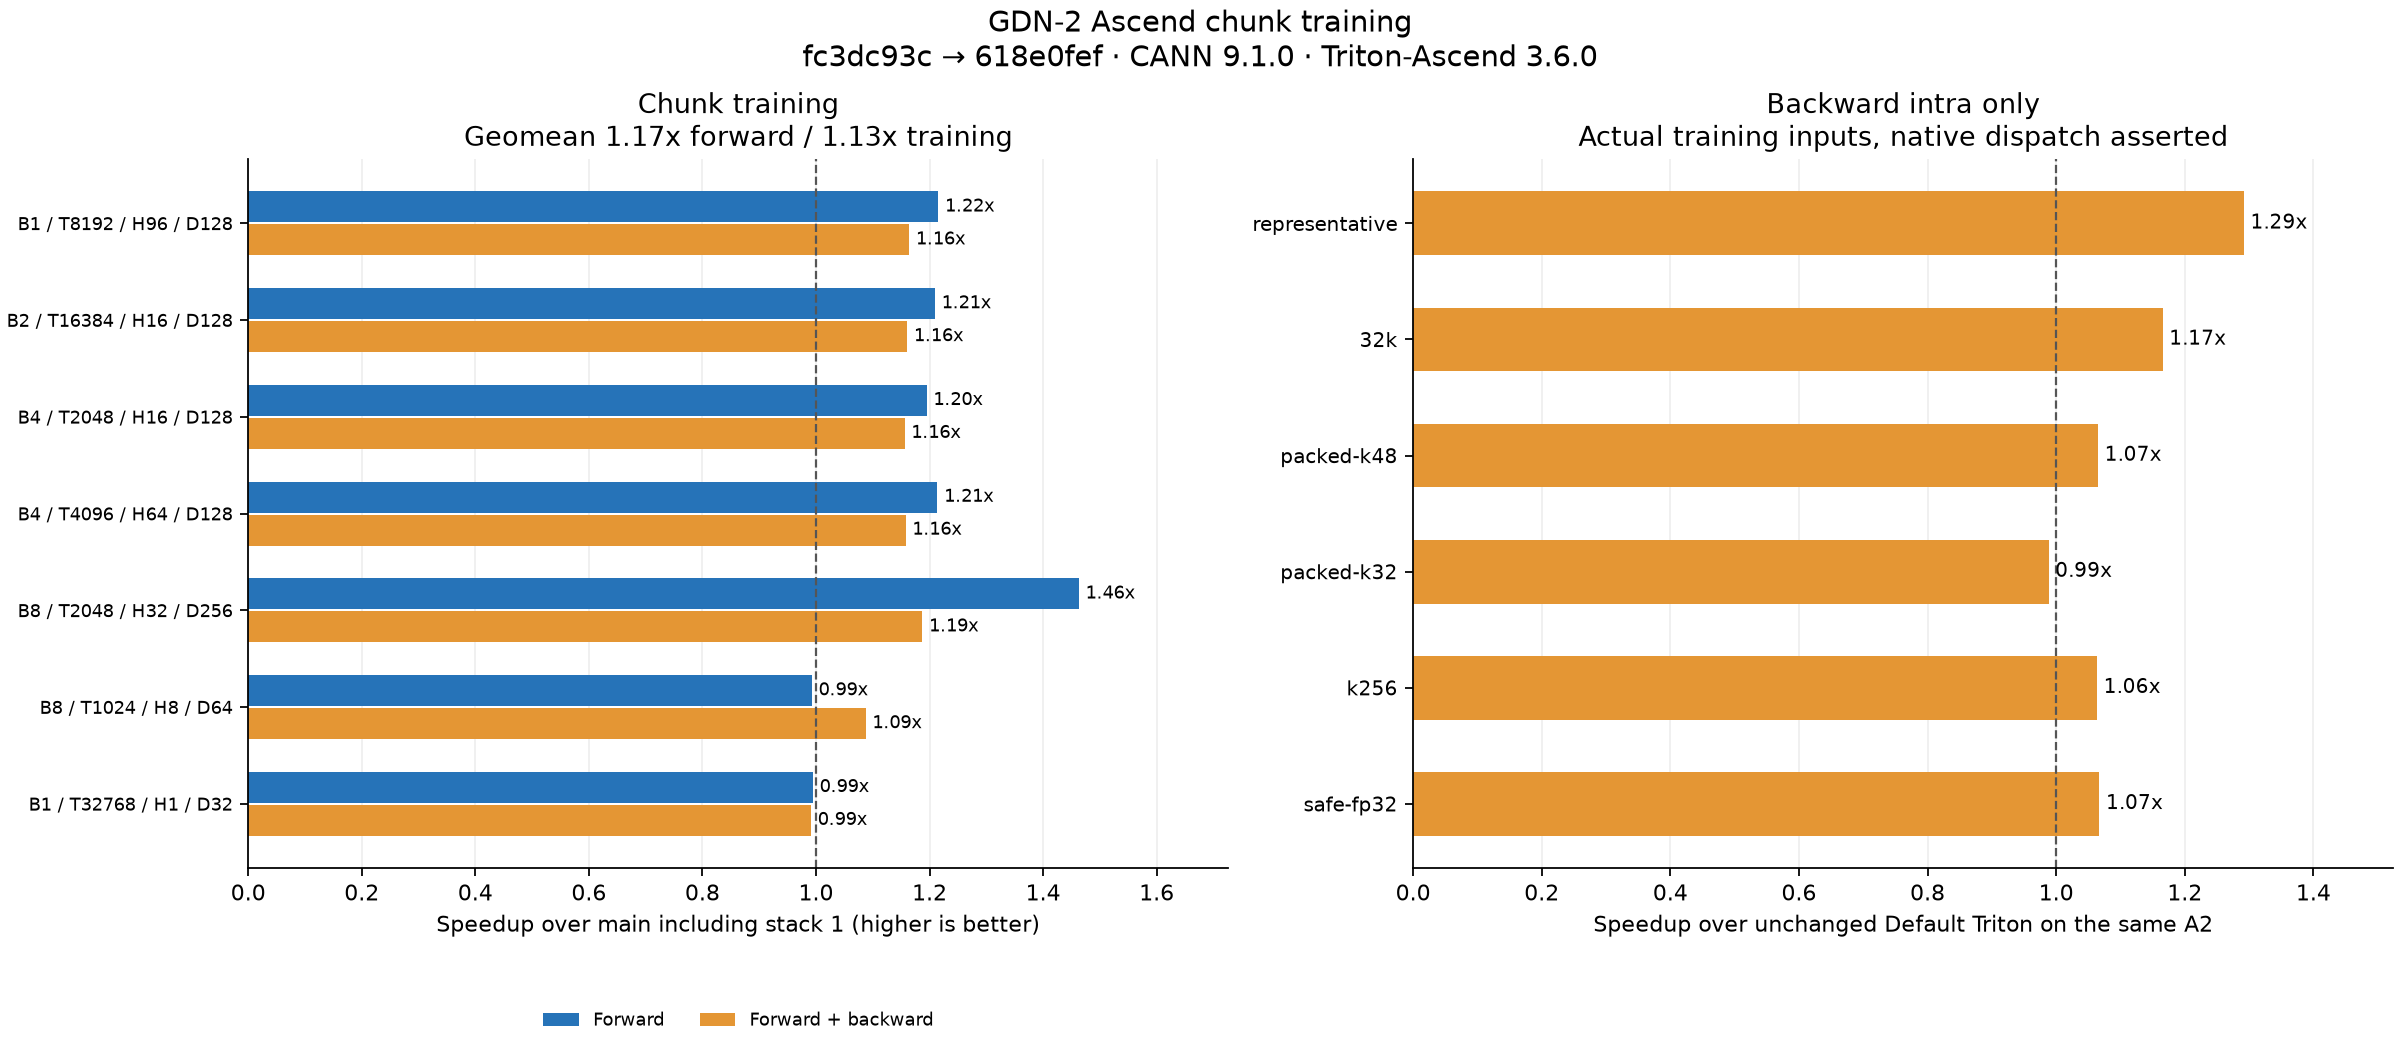 GDN-2 Ascend chunk training
fc3dc93c → 618e0fef · CANN 9.1.0 · Triton-Ascend 3.6.0
Chunk training
Geomean 1.17x forward / 1.13x training
B1 / T8192 / H96 / D128
1.22x
1.16x
B2 / T16384 / H16 / D128
1.21x
1.16x
B4 / T2048 / H16 / D128
1.20x
1.16x
B4 / T4096 / H64 / D128
1.21x
1.16x
B8 / T2048 / H32 / D256
1.46x
1.19x
B8 / T1024 / H8 / D64
0.99x
1.09x
B1 / T32768 / H1 / D32
0.99x
0.99x
0.0 0.2 0.4 0.6 0.8 1.0 1.2 1.4 1.6
Speedup over main including stack 1 (higher is better)
Forward
Forward + backward
Backward intra only
Actual training inputs, native dispatch asserted
representative
1.29x
32k
1.17x
packed-k48
1.07x
packed-k32
0.99x
k256
1.06x
safe-fp32
1.07x
0.0 0.2 0.4 0.6 0.8 1.0 1.2 1.4
Speedup over unchanged Default Triton on the same A2